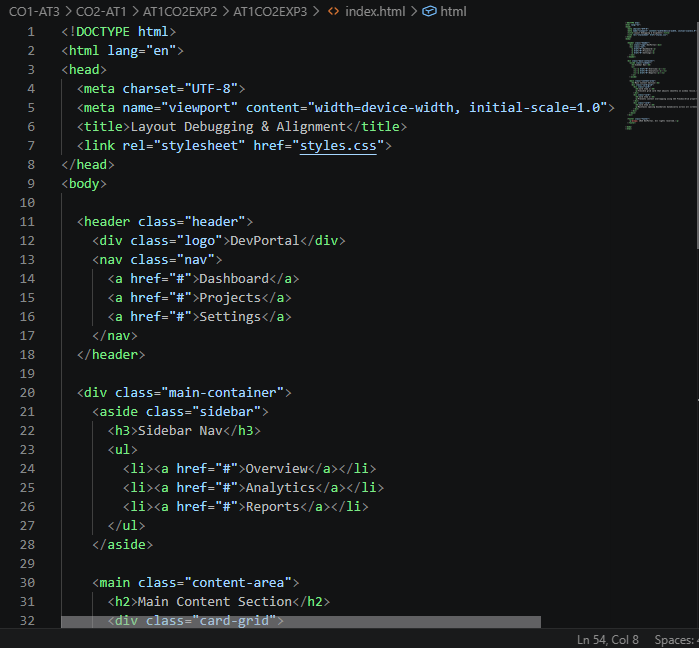 CO1-AT3 > CO2-AT1 > AT1CO2EXP2 > AT1CO2EXP3 > <> index.html > html
1 <!DOCTYPE html>
2 <html lang="en">
3 <head>
4 <meta charset="UTF-8">
5 <meta name="viewport" content="width=device-width, initial-scale=1.0">
6 <title>Layout Debugging & Alignment</title>
7 <link rel="stylesheet" href="styles.css">
8 </head>
9 <body>
10
11 <header class="header">
12 <div class="logo">DevPortal</div>
13 <nav class="nav">
14 <a href="#">Dashboard</a>
15 <a href="#">Projects</a>
16 <a href="#">Settings</a>
17 </nav>
18 </header>
19
20 <div class="main-container">
21 <aside class="sidebar">
22 <h3>Sidebar Nav</h3>
23 <ul>
24 <li><a href="#">Overview</a></li>
25 <li><a href="#">Analytics</a></li>
26 <li><a href="#">Reports</a></li>
27 </ul>
28 </aside>
29
30 <main class="content-area">
31 <h2>Main Content Section</h2>
32 <div class="card-grid">
Ln 54, Col 8 Spaces: